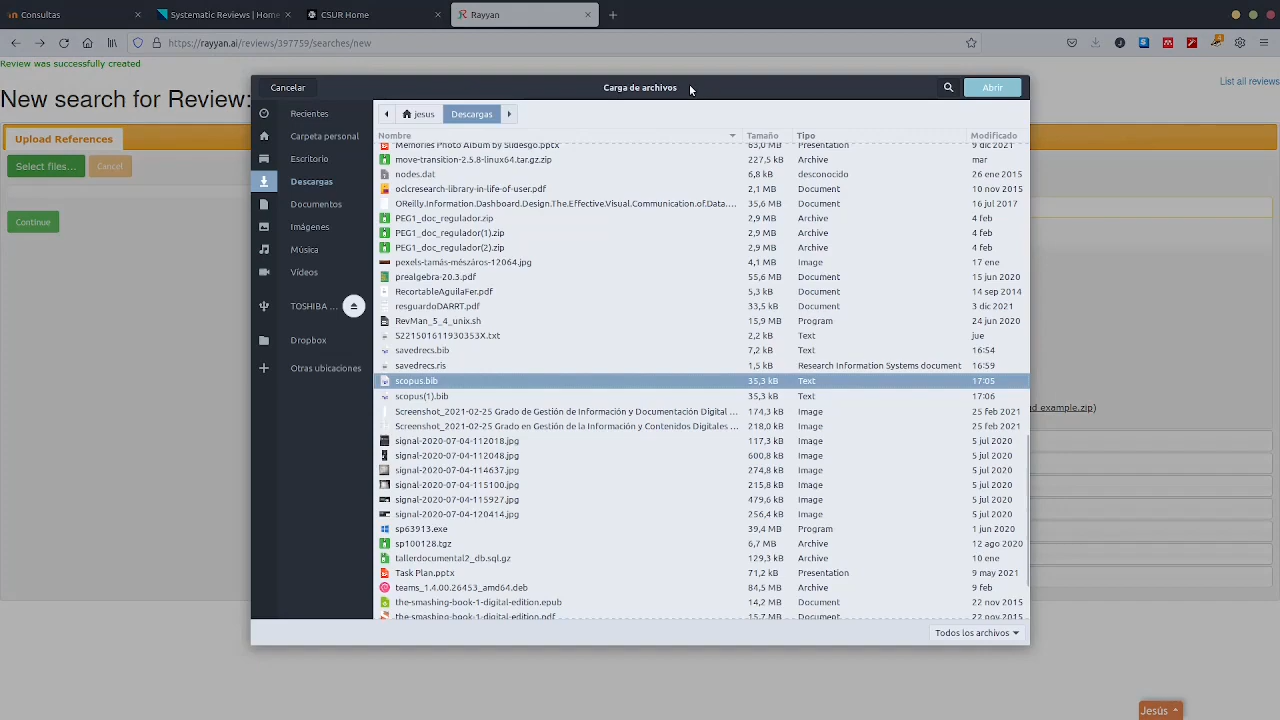 Consultas
Systematic Reviews | Home
CSUR Home
Rayyan
https://rayyan.ai/reviews/397759/searches/new
Review was successfully created
List all reviews
New search for Review:
Upload References
Select files...
Cancel
Continue
Cancelar
Carga de archivos
Abrir
Recientes
Carpeta personal
Escritorio
Descargas
Documentos
Imágenes
Música
Vídeos
TOSHIBA ...
Dropbox
Otras ubicaciones
jesus Descargas
Nombre Tamaño Tipo Modificado
Memories Photo Album by Slidesgo.pptx 63,0 MB Presentation 9 dic 2021
move-transition-2.5.8-linux64.tar.gz.zip 227,5 kB Archive mar
nodes.dat 6,8 kB desconocido 26 ene 2015
oclcresearch-library-in-life-of-user.pdf 2,1 MB Document 10 nov 2015
OReilly.Information.Dashboard.Design.The.Effective.Visual.Communication.of.Data.... 35,6 MB Document 16 jul 2017
PEG1_doc_regulador.zip 2,9 MB Archive 4 feb
PEG1_doc_regulador(1).zip 2,9 MB Archive 4 feb
PEG1_doc_regulador(2).zip 2,9 MB Archive 4 feb
pexels-tamás-mészáros-12064.jpg 4,1 MB Image 17 ene
prealgebra-20.3.pdf 55,6 MB Document 15 jun 2020
RecortableAguilaFer.pdf 5,3 kB Document 14 sep 2014
resguardoDARRT.pdf 33,5 kB Document 3 dic 2021
RevMan_5_4_unix.sh 15,9 MB Program 24 jun 2020
S221501611930353X.txt 2,2 kB Text jue
savedrecs.bib 7,2 kB Text 16:54
savedrecs.ris 1,5 kB Research Information Systems document 16:59
scopus.bib 35,3 kB Text 17:05
scopus(1).bib 35,3 kB Text 17:06
Screenshot_2021-02-25 Grado de Gestión de Información y Documentación Digital ... 174,3 kB Image 25 feb 2021
Screenshot_2021-02-25 Grado en Gestión de la Información y Contenidos Digitales ... 218,0 kB Image 25 feb 2021
signal-2020-07-04-112018.jpg 117,3 kB Image 5 jul 2020
signal-2020-07-04-112048.jpg 600,8 kB Image 5 jul 2020
signal-2020-07-04-114637.jpg 274,8 kB Image 5 jul 2020
signal-2020-07-04-115100.jpg 215,8 kB Image 5 jul 2020
signal-2020-07-04-115927.jpg 479,6 kB Image 5 jul 2020
signal-2020-07-04-120414.jpg 256,4 kB Image 5 jul 2020
sp63913.exe 39,4 MB Program 1 jun 2020
sp100128.tgz 6,7 MB Archive 12 ago 2020
tallerdocumental2_db.sql.gz 129,3 kB Archive 10 ene
Task Plan.pptx 71,2 kB Presentation 9 may 2021
teams_1.4.00.26453_amd64.deb 84,5 MB Archive 9 feb
the-smashing-book-1-digital-edition.epub 14,2 MB Document 22 nov 2015
the-smashing-book-1-digital-edition.pdf 15,7 MB Document 22 nov 2015
Todos los archivos
d example.zip)
Jesús